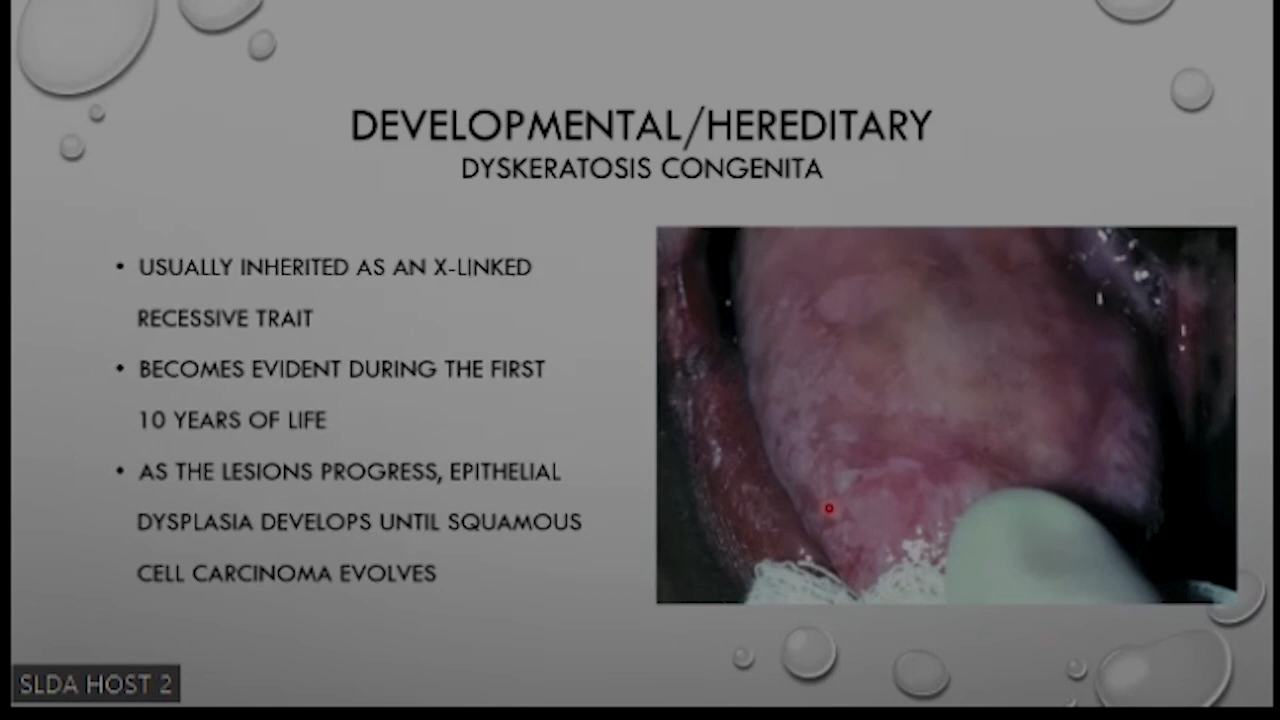 DEVELOPMENTAL/HEREDITARY
DYSKERATOSIS CONGENITA
• USUALLY INHERITED AS AN X-LINKED
RECESSIVE TRAIT
• BECOMES EVIDENT DURING THE FIRST
10 YEARS OF LIFE
• AS THE LESIONS PROGRESS, EPITHELIAL
DYSPLASIA DEVELOPS UNTIL SQUAMOUS
CELL CARCINOMA EVOLVES
SLDA HOST 2